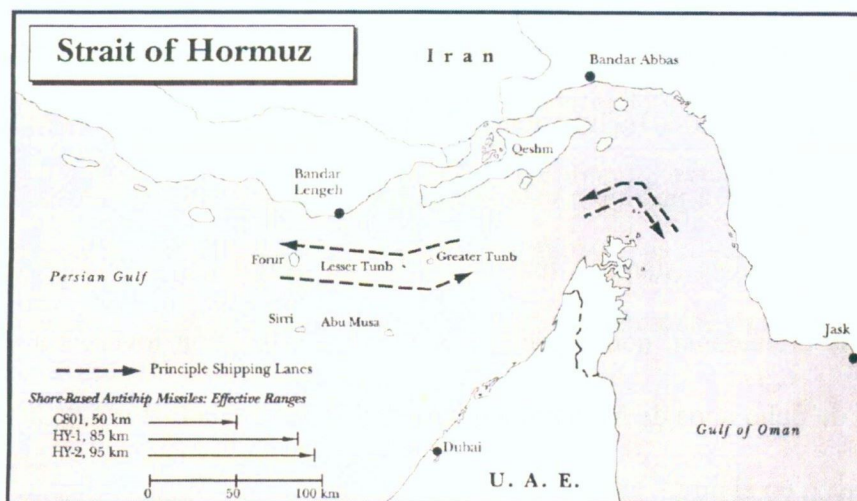 Strait of Hormuz
Iran
Bandar Abbas
Qeshm
Bandar
Lengeh
Forur
Lesser Tunb
Greater Tunb
Persian Gulf
Sirri
Abu Musa
Jask
Principle Shipping Lanes
Shore-Based Antiship Missiles: Effective Ranges
C801, 50 km
HY-1, 85 km
HY-2, 95 km
0 50 100 km
Dubai
U. A. E.
Gulf of Oman